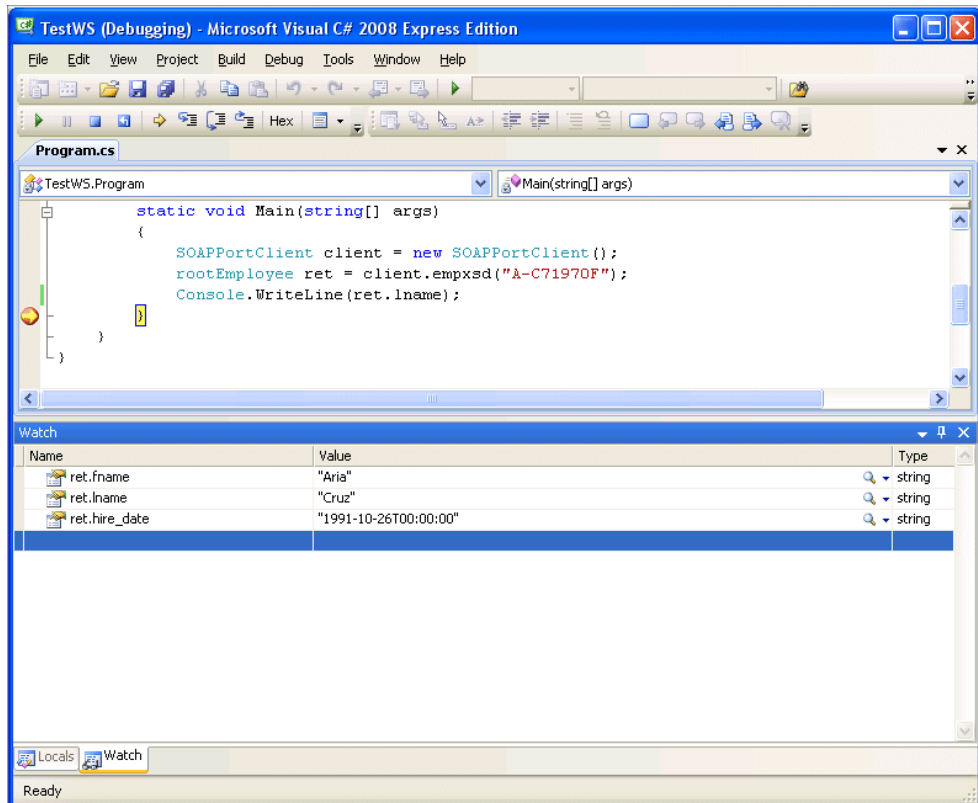 TestWS (Debugging) - Microsoft Visual C# 2008 Express Edition
File Edit View Project Build Debug Tools Window Help
Hex
Program.cs
TestWS.Program Main(string[] args)
static void Main(string[] args)
{
SOAPPortClient client = new SOAPPortClient();
rootEmployee ret = client.empxsd("A-C71970F");
Console.WriteLine(ret.lname);
}
}
}
Watch
Name Value Type
ret.fname "Aria" string
ret.lname "Cruz" string
ret.hire_date "1991-10-26T00:00:00" string
Locals Watch
Ready